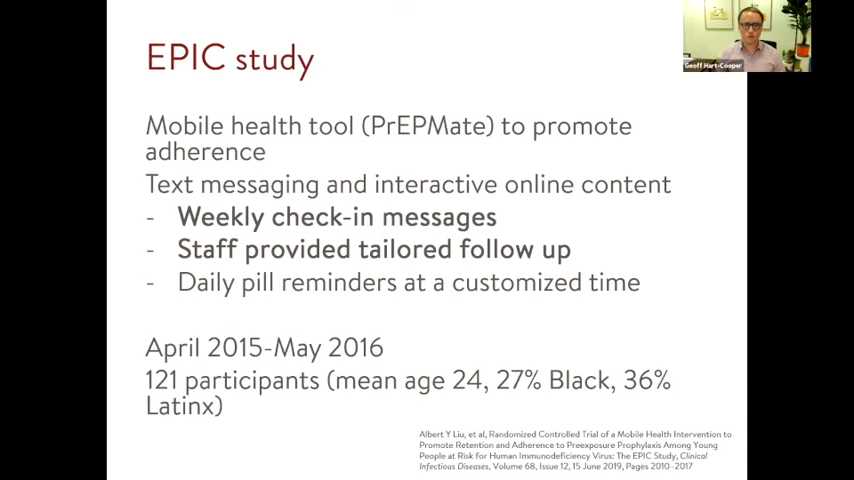 EPIC study
Geoff Hart-Cooper
Mobile health tool (PrEPMate) to promote
adherence
Text messaging and interactive online content
- Weekly check-in messages
- Staff provided tailored follow up
- Daily pill reminders at a customized time
April 2015-May 2016
121 participants (mean age 24, 27% Black, 36%
Latinx)
Albert Y Liu, et al, Randomized Controlled Trial of a Mobile Health Intervention to
Promote Retention and Adherence to Preexposure Prophylaxis Among Young
People at Risk for Human Immunodeficiency Virus: The EPIC Study, Clinical
Infectious Diseases, Volume 68, Issue 12, 15 June 2019, Pages 2010–2017